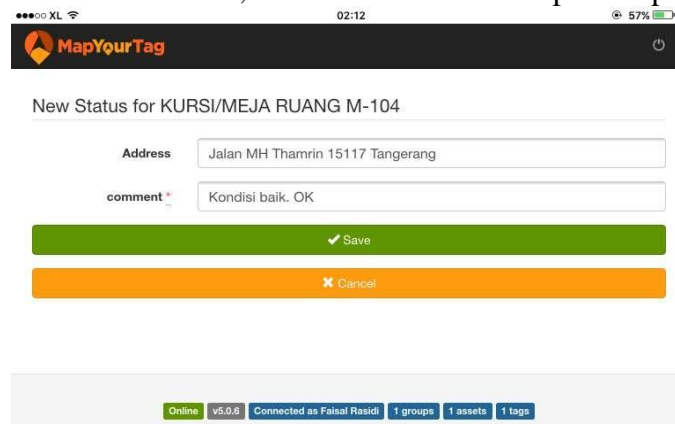 XL 02:12 57%
MapYourTag
New Status for KURSI/MEJA RUANG M-104
Address Jalan MH Thamrin 15117 Tangerang
comment * Kondisi baik. OK
Save
Cancel
Online v5.0.6 Connected as Faisal Rasidi 1 groups 1 assets 1 tags